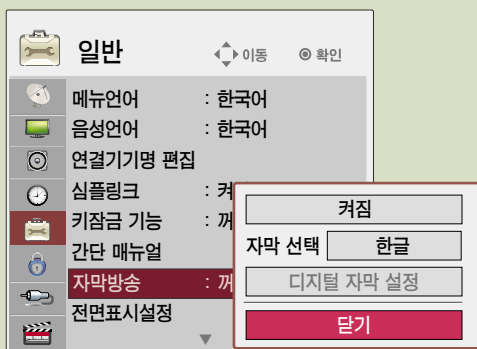 일반 이동 확인
메뉴언어 : 한국어
음성언어 : 한국어
연결기기명 편집
심플링크 : 켜
키잠금 기능 : 꺼
간단 매뉴얼
자막방송 : 꺼
전면표시설정
켜짐
자막 선택 한글
디지털 자막 설정
닫기